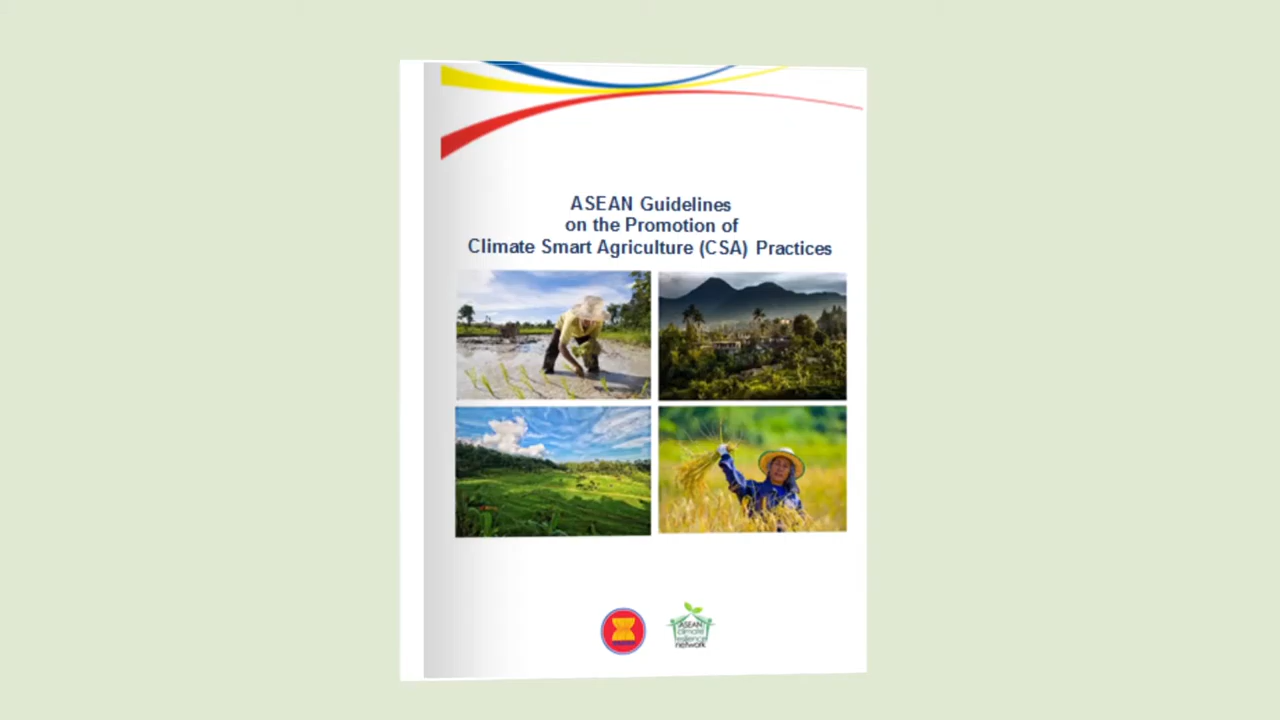 ASEAN Guidelines
on the Promotion of
Climate Smart Agriculture (CSA) Practices
ASEAN
climate
resilience
network